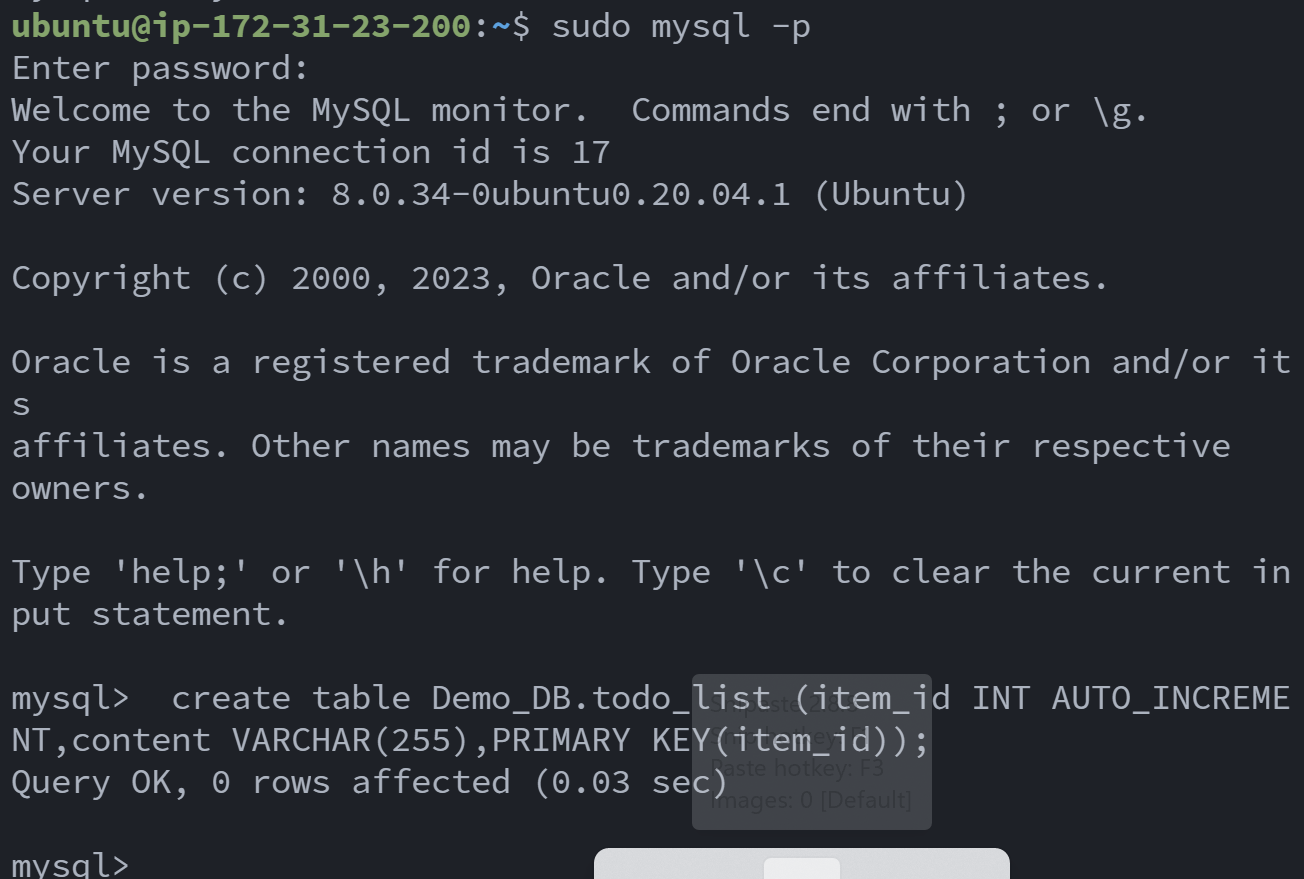 ubuntu@ip-172-31-23-200:~$ sudo mysql -p
Enter password:
Welcome to the MySQL monitor.  Commands end with ; or \g.
Your MySQL connection id is 17
Server version: 8.0.34-0ubuntu0.20.04.1 (Ubuntu)
Copyright (c) 2000, 2023, Oracle and/or its affiliates.
Oracle is a registered trademark of Oracle Corporation and/or it
s
affiliates. Other names may be trademarks of their respective
owners.
Type 'help;' or '\h' for help. Type '\c' to clear the current in
put statement.
mysql>  create table Demo_DB.todo_list (item_id INT AUTO_INCREME
NT,content VARCHAR(255),PRIMARY KEY(item_id));
Query OK, 0 rows affected (0.03 sec)
Paste hotkey: F3
Images: 0 [Default]
mysql>